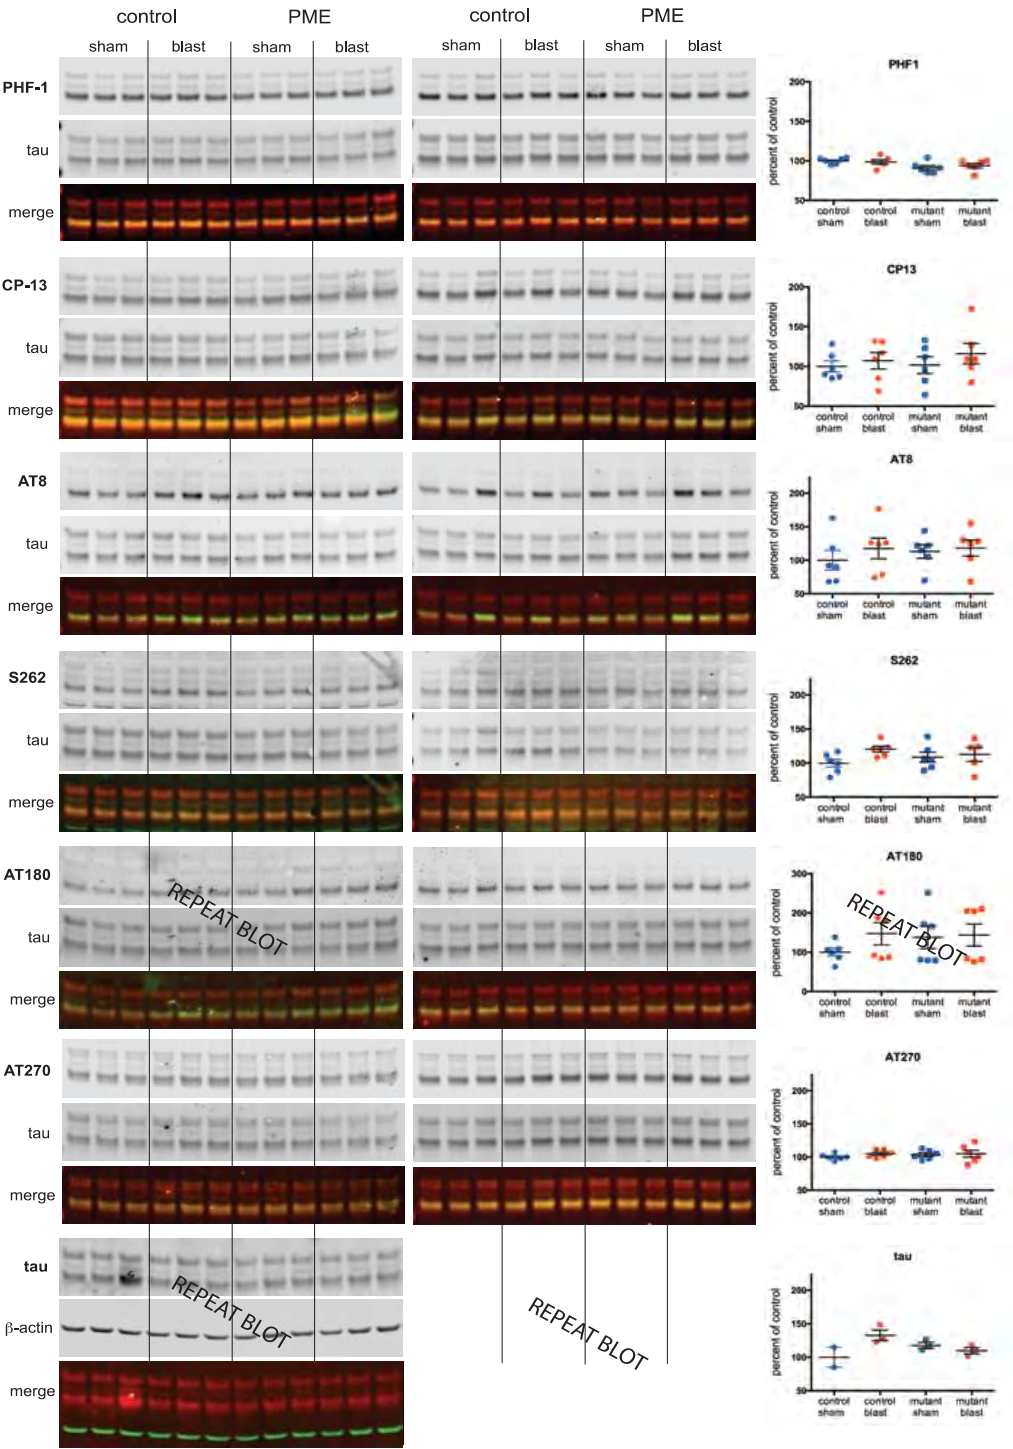 control PME control PME
sham blast sham blast sham blast sham blast
PHF-1
tau
merge
CP-13
tau
merge
AT8
tau
merge
S262
tau
merge
AT180
REPEAT BLOT
tau
merge
AT270
tau
merge
tau
REPEAT BLOT
β-actin
REPEAT BLOT
merge
PHF1
percent of control
200
150
100
50
control sham
control blast
mutant sham
mutant blast
CP13
percent of control
200
150
100
50
control sham
control blast
mutant sham
mutant blast
AT8
percent of control
200
150
100
50
control sham
control blast
mutant sham
mutant blast
S262
percent of control
200
150
100
50
control sham
control blast
mutant sham
mutant blast
AT180
percent of control
300
200
100
0
REPEAT BLOT
control sham
control blast
mutant sham
mutant blast
AT270
percent of control
200
150
100
50
control sham
control blast
mutant sham
mutant blast
tau
percent of control
200
150
100
50
control sham
control blast
mutant sham
mutant blast